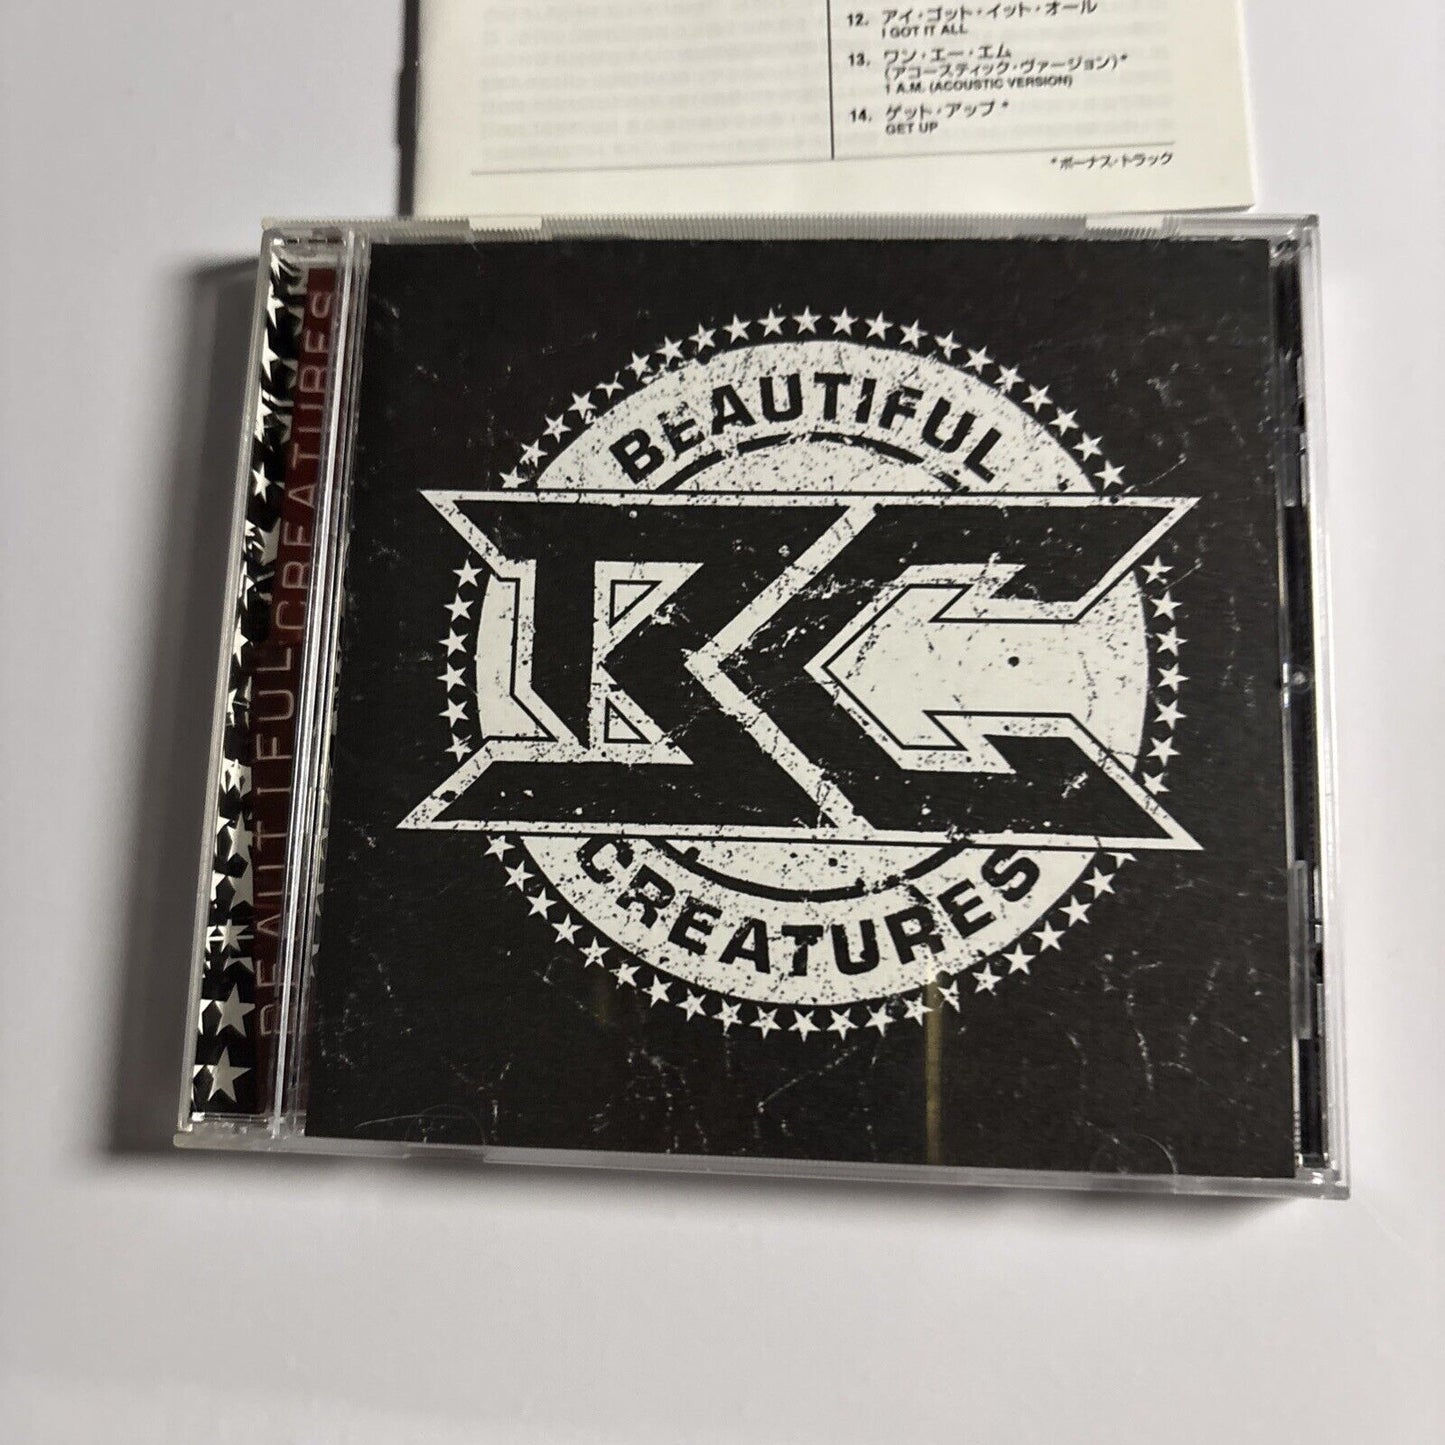 12. アイ・ゴット・イット・オール
I GOT IT ALL
13. ワン・エー・エム
(アコースティック・ヴァージョン)*
1 A.M. (ACOUSTIC VERSION)
14. ゲット・アップ *
GET UP
*ボーナス・トラック
BEAUTIFUL CREATURES
BEAUTIFUL
BC
CREATURES